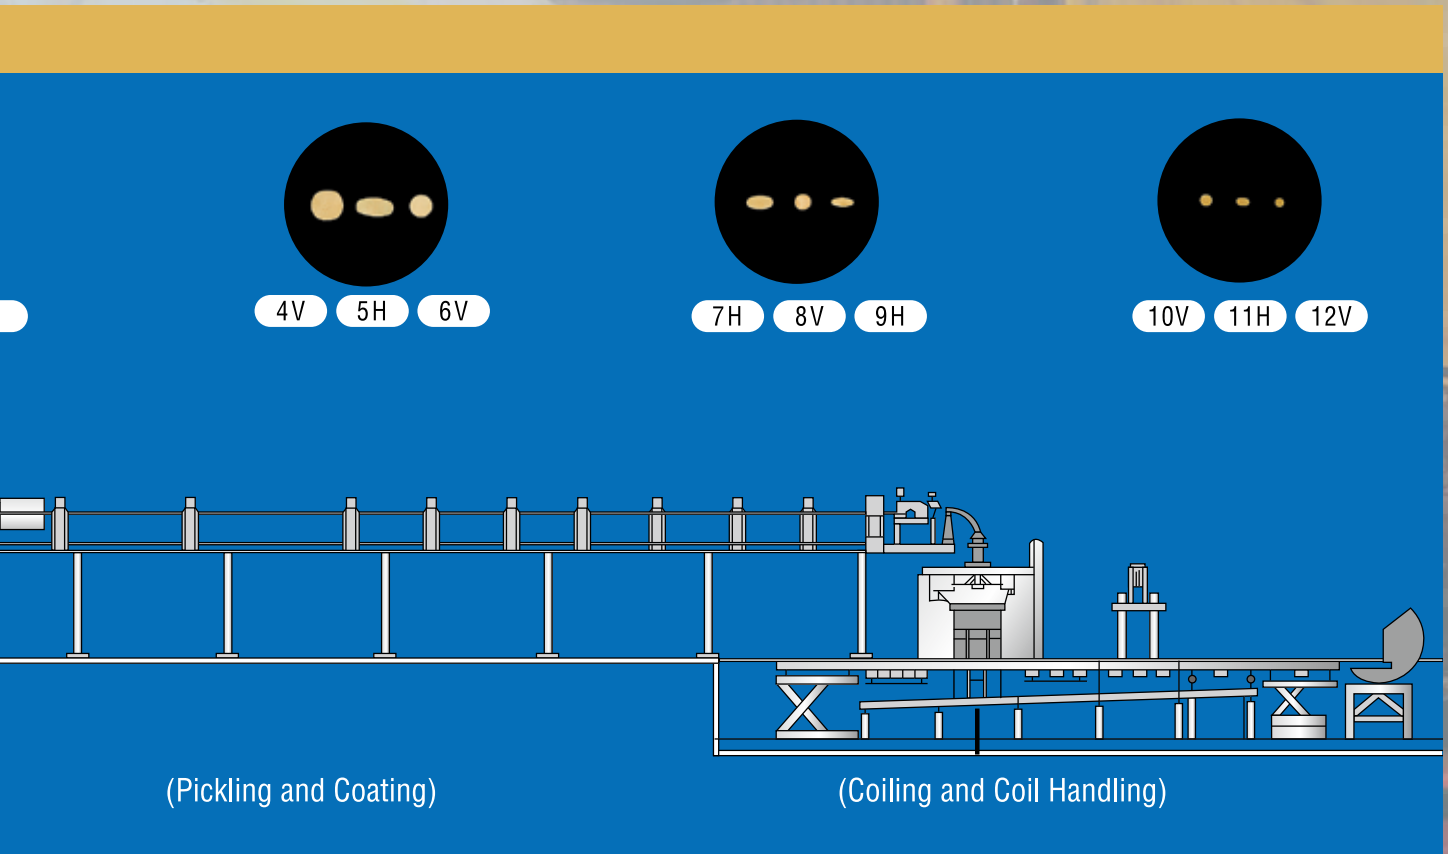 4V 5H 6V 7H 8V 9H 10V 11H 12V
(Pickling and Coating) (Coiling and Coil Handling)